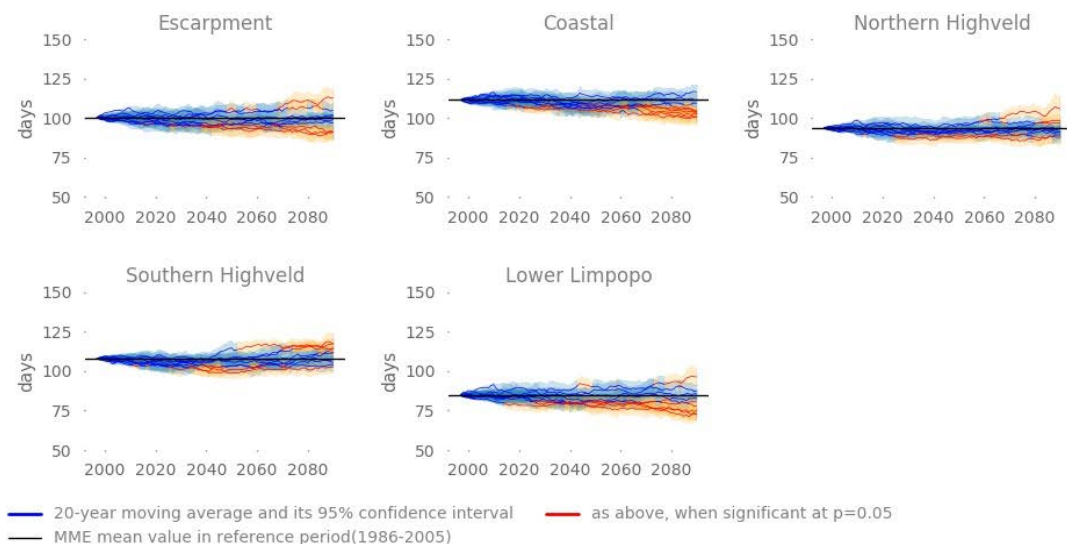 Escarpment
Coastal
Northern Highveld
150
125
100
75
50
days
2000 2020 2040 2060 2080
150
125
100
75
50
days
2000 2020 2040 2060 2080
150
125
100
75
50
days
2000 2020 2040 2060 2080
Southern Highveld
Lower Limpopo
150
125
100
75
50
days
2000 2020 2040 2060 2080
150
125
100
75
50
days
2000 2020 2040 2060 2080
20-year moving average and its 95% confidence interval
as above, when significant at p=0.05
MME mean value in reference period(1986-2005)